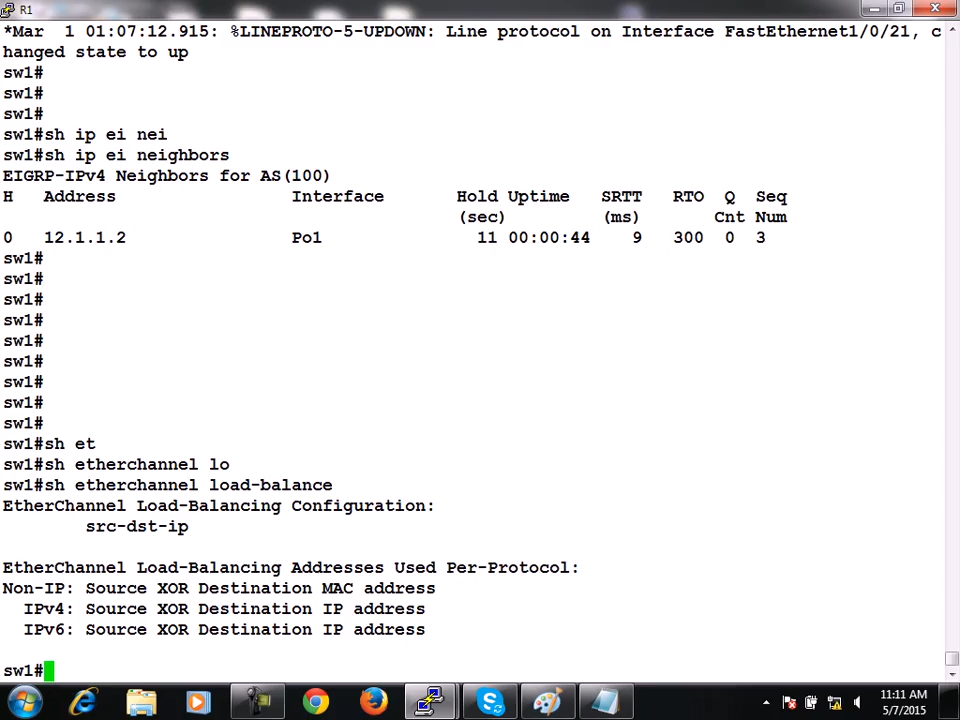 R1
*Mar  1 01:07:12.915: %LINEPROTO-5-UPDOWN: Line protocol on Interface FastEthernet1/0/21, c
hanged state to up
sw1#
sw1#
sw1#
sw1#sh ip ei nei
sw1#sh ip ei neighbors
EIGRP-IPv4 Neighbors for AS(100)
H   Address                 Interface       Hold Uptime   SRTT   RTO  Q  Seq
                                            (sec)         (ms)       Cnt Num
0   12.1.1.2                Po1               11 00:00:44    9   300  0  3
sw1#
sw1#
sw1#
sw1#
sw1#
sw1#
sw1#
sw1#
sw1#
sw1#sh et
sw1#sh etherchannel lo
sw1#sh etherchannel load-balance
EtherChannel Load-Balancing Configuration:
        src-dst-ip

EtherChannel Load-Balancing Addresses Used Per-Protocol:
Non-IP: Source XOR Destination MAC address
  IPv4: Source XOR Destination IP address
  IPv6: Source XOR Destination IP address

sw1#
11:11 AM
5/7/2015